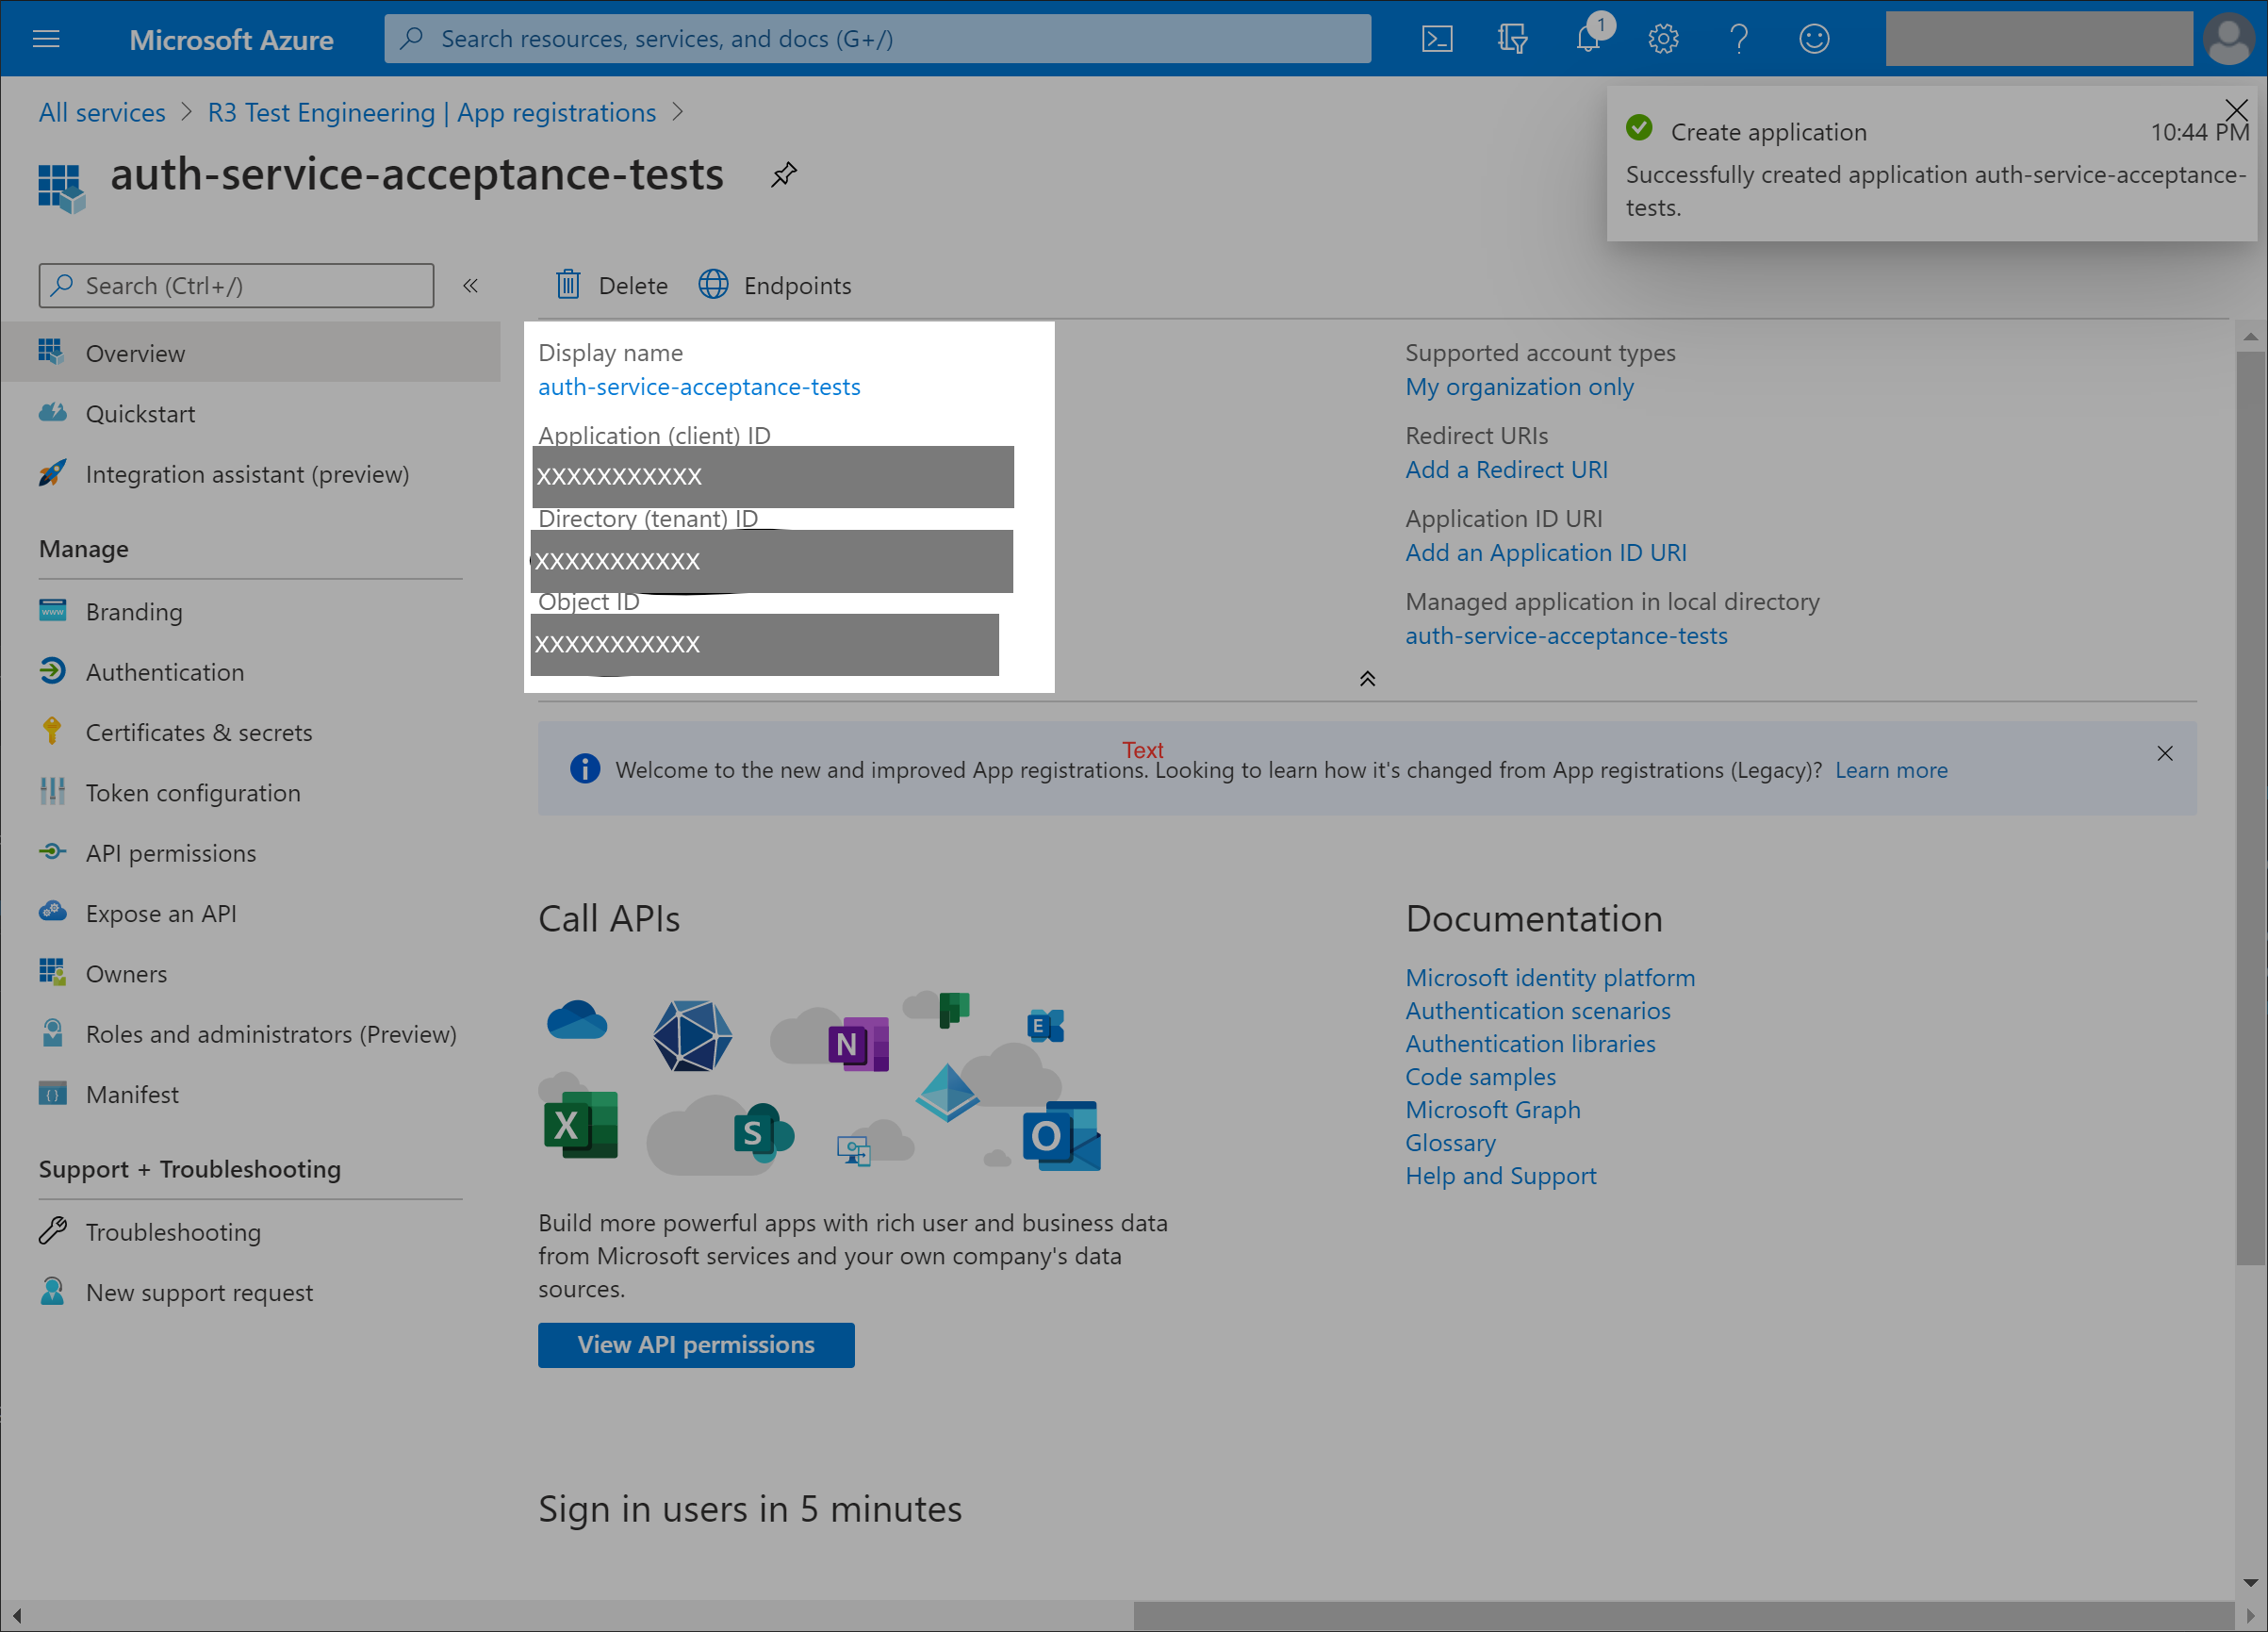 Microsoft Azure
Search resources, services, and docs (G+/)
1
All services > R3 Test Engineering | App registrations >
auth-service-acceptance-tests
Create application
10:44 PM
Successfully created application auth-service-acceptance-
tests.
Search (Ctrl+/)
«
Delete
Endpoints
Overview
Quickstart
Integration assistant (preview)
Manage
Branding
Authentication
Certificates & secrets
Token configuration
API permissions
Expose an API
Owners
Roles and administrators (Preview)
Manifest
Support + Troubleshooting
Troubleshooting
New support request
Display name
auth-service-acceptance-tests
Application (client) ID
XXXXXXXXXXX
Directory (tenant) ID
XXXXXXXXXXX
Object ID
XXXXXXXXXXX
Supported account types
My organization only
Redirect URIs
Add a Redirect URI
Application ID URI
Add an Application ID URI
Managed application in local directory
auth-service-acceptance-tests
Text
Welcome to the new and improved App registrations. Looking to learn how it's changed from App registrations (Legacy)? Learn more
Call APIs
N
E
X
S
O
Build more powerful apps with rich user and business data
from Microsoft services and your own company's data
sources.
View API permissions
Documentation
Microsoft identity platform
Authentication scenarios
Authentication libraries
Code samples
Microsoft Graph
Glossary
Help and Support
Sign in users in 5 minutes